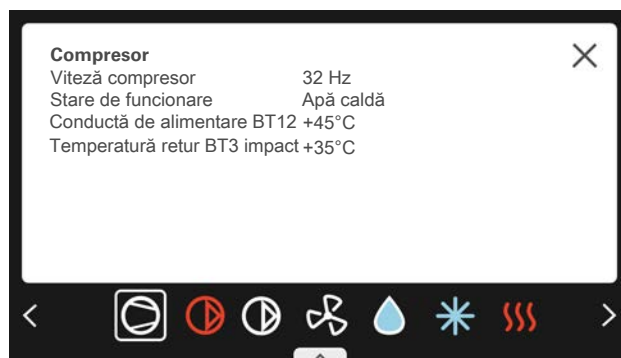 Compresor
Viteză compresor 32 Hz
Stare de funcionare Apă caldă
Conductă de alimentare BT12 +45°C
Temperatură retur BT3 impact +35°C